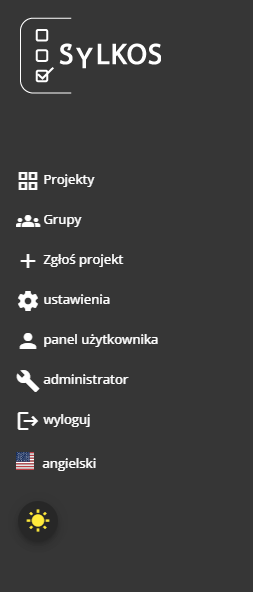 SYLKOS
Projekty
Grupy
Zgłoś projekt
ustawienia
panel użytkownika
administrator
wyloguj
angielski